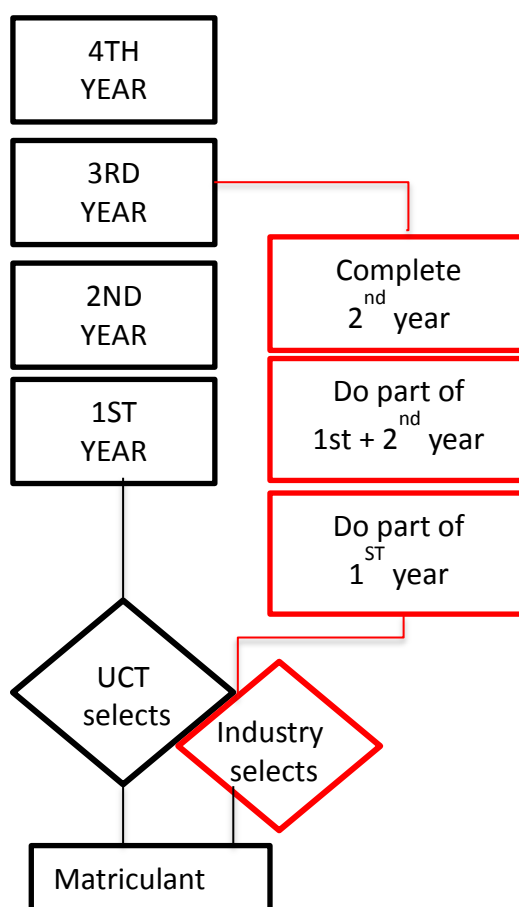 4TH
YEAR
3RD
YEAR
Complete
2nd year
2ND
YEAR
Do part of
1st + 2nd year
1ST
YEAR
Do part of
1ST year
UCT
selects
Industry
selects
Matriculant